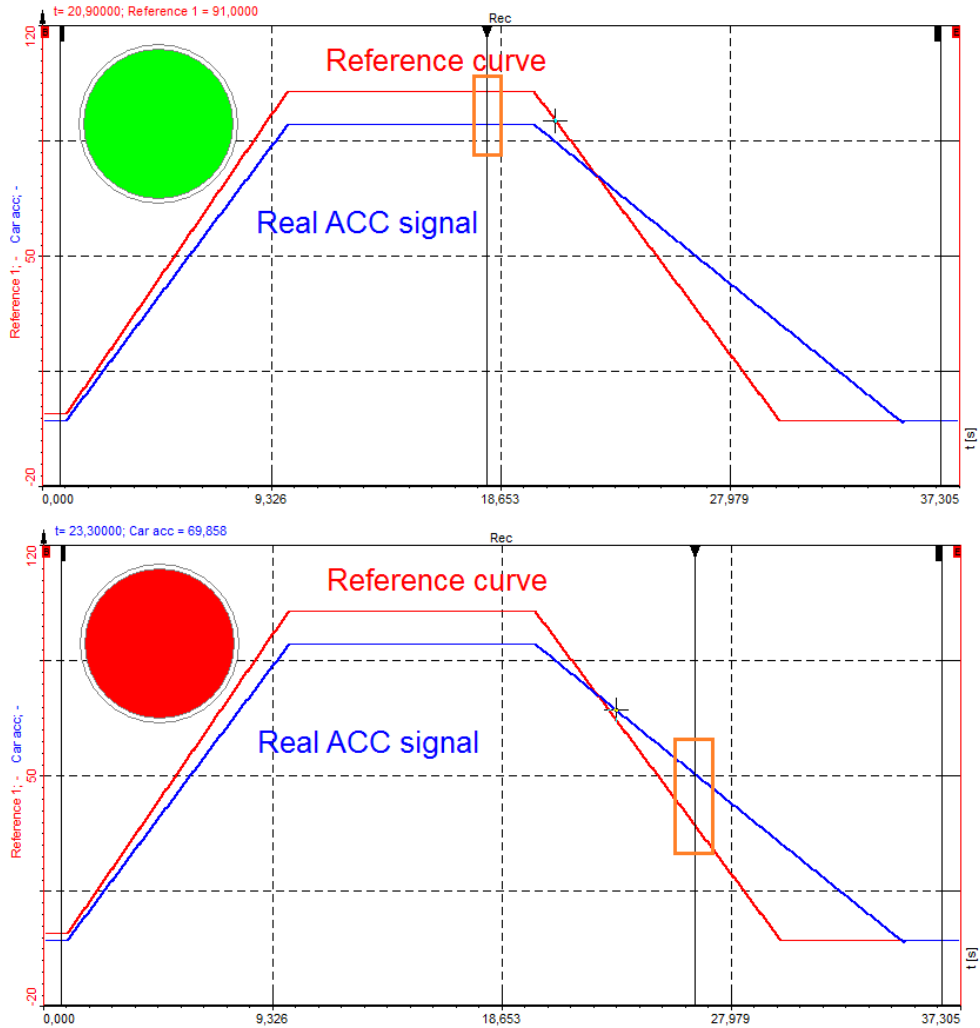 t= 20,90000; Reference 1 = 91,0000
Rec
120
Reference curve
Real ACC signal
Reference 1; - Car acc; -
50
t [s]
-20
0,000 9,326 18,653 27,979 37,305
t= 23,30000; Car acc = 69,858
Rec
120
Reference curve
Real ACC signal
Reference 1; - Car acc; -
50
t [s]
-20
0,000 9,326 18,653 27,979 37,305